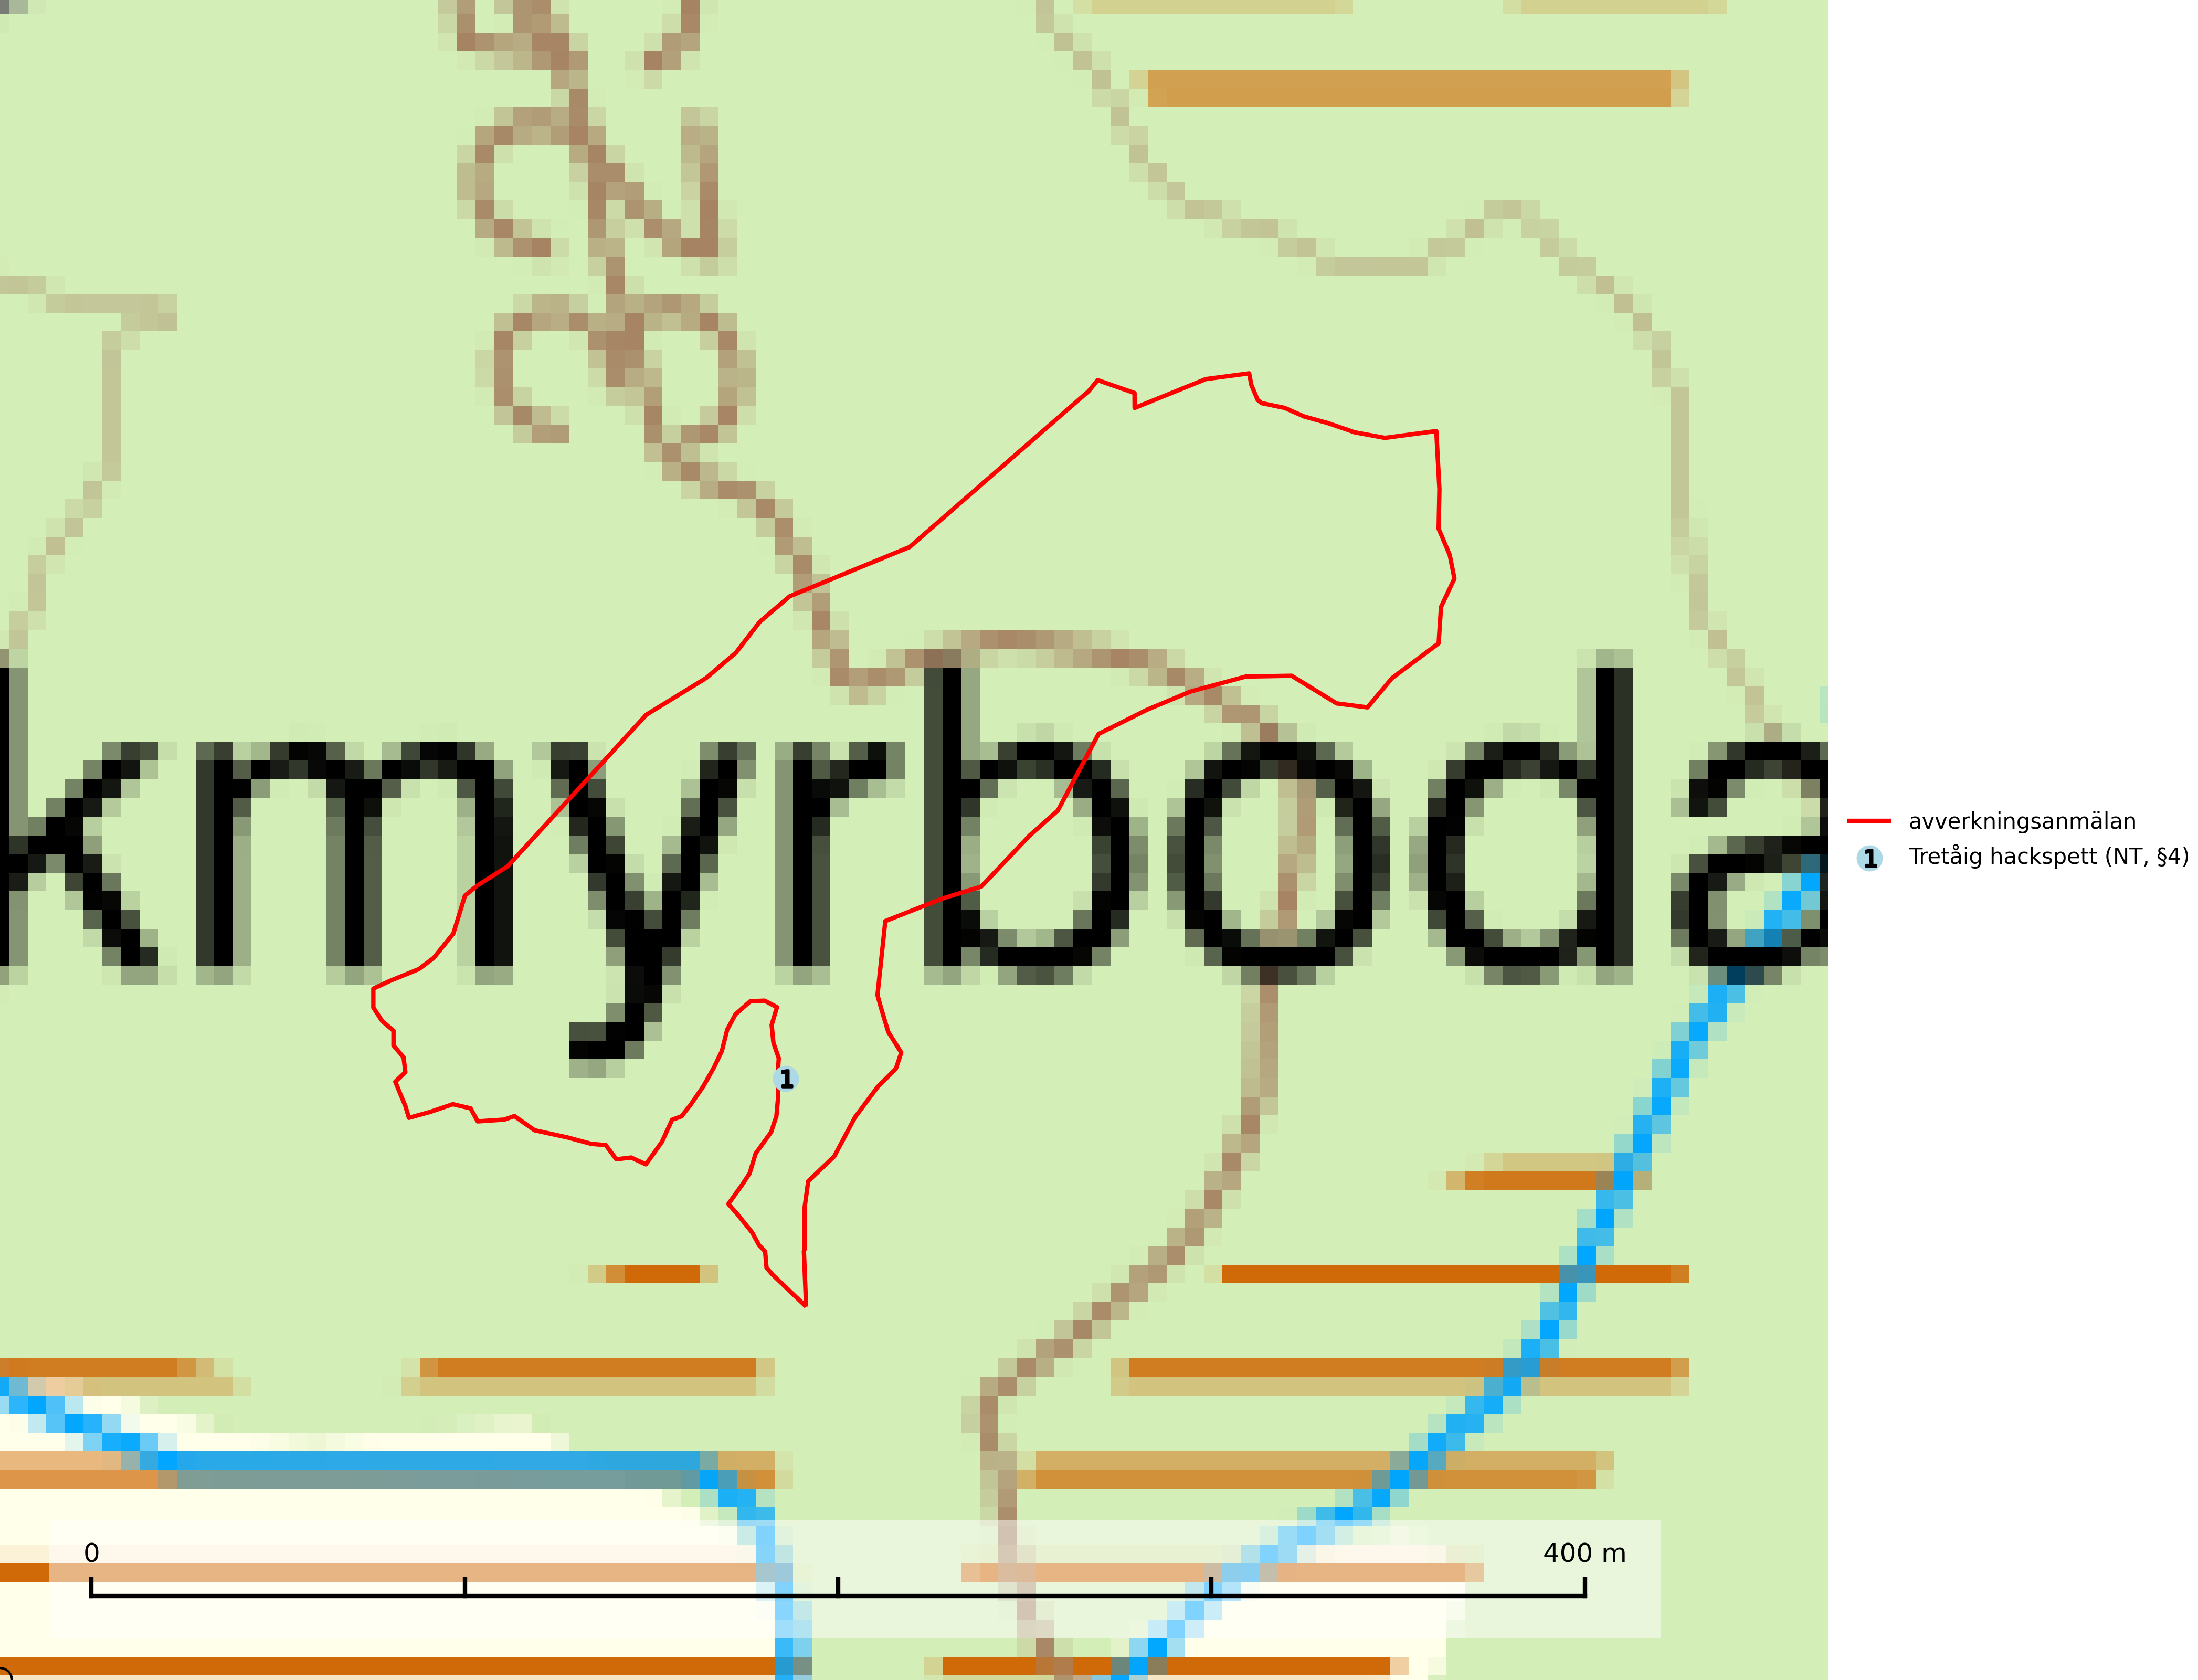 kmyrboda
avverkningsanmälan
1 Tretåig hackspett (NT, §4)
1
0 400 m